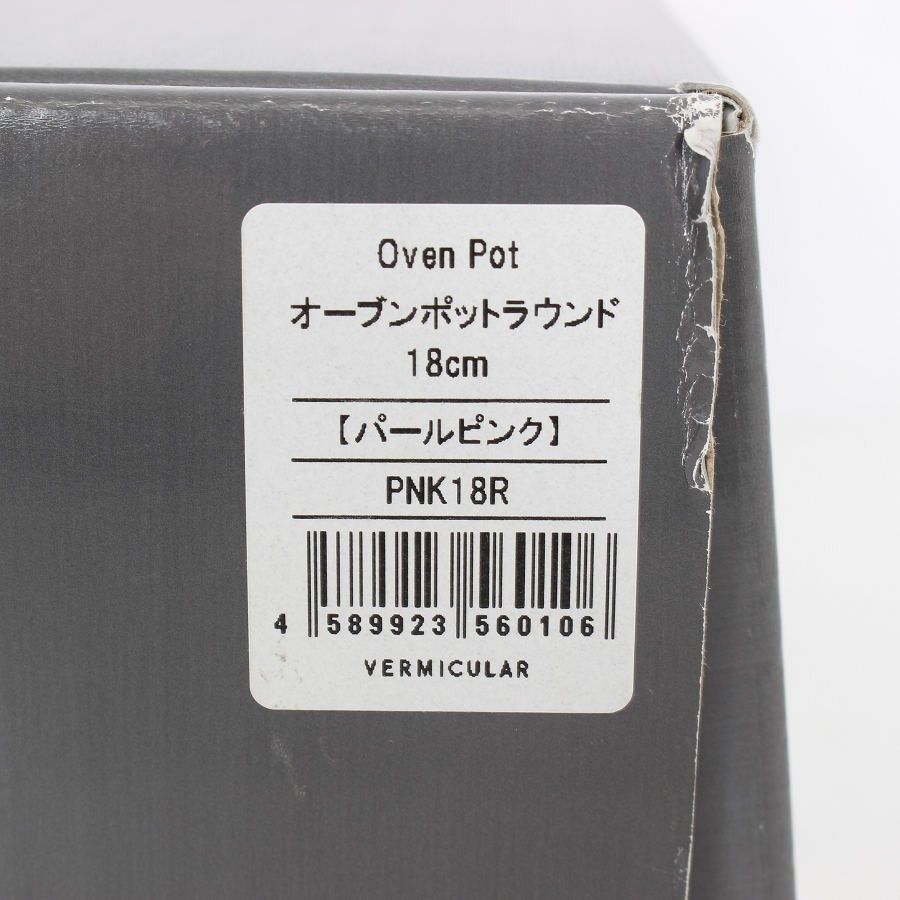 Oven Pot
オーブンポットラウンド
18cm
【パールピンク】
PNK18R
4 589923 560106
VERMICULAR